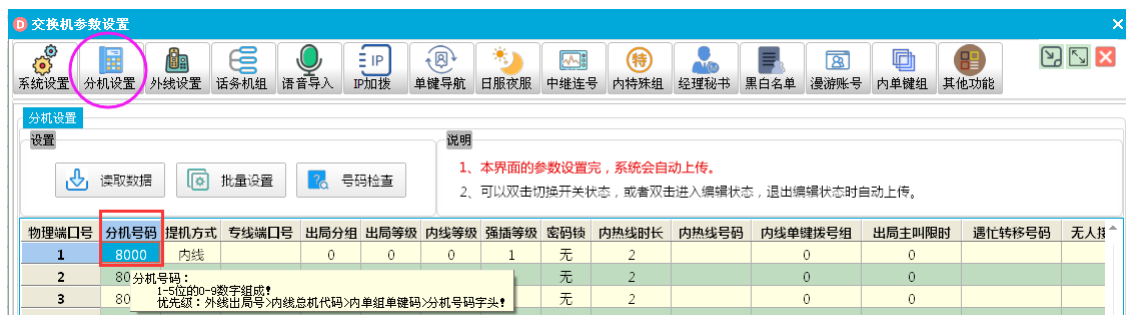 交换机参数设置
系统设置 分机设置 外线设置 话务机组 语音导入 IP加拨 单键导航 日服夜服 中继连号 内特殊组 经理秘书 黑白名单 漫游账号 内单键组 其他功能
分机设置
设置
读取数据 批量设置 号码检查
说明
1、本界面的参数设置完，系统会自动上传。
2、可以双击切换开关状态，或者双击进入编辑状态，退出编辑状态时自动上传。
物理端口号 分机号码 提机方式 专线端口号 出局分组 出局等级 内线等级 强插等级 密码锁 内热线时长 内热线号码 内线单键拨号组 出局主叫限时 遇忙转移号码 无人接
1 8000 内线 0 0 0 1 无 2 0 0
2 80 无 2 0 0
3 80 无 2 0 0
分机号码：
1-5位的0-9数字组成!
优先级：外线出局号>内线总机代码>内单组单键码>分机号码字头!